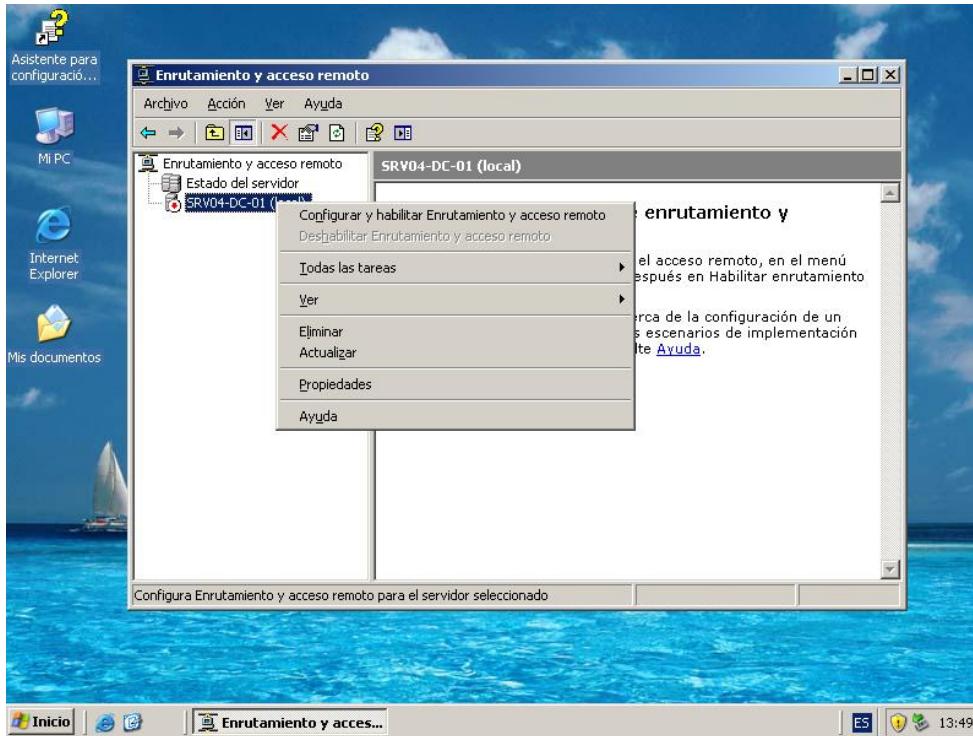 Asistente para
configuració...
Mi PC
Internet
Explorer
Mis documentos
Enrutamiento y acceso remoto
Archivo Acción Ver Ayuda
Enrutamiento y acceso remoto
Estado del servidor
SRV04-DC-01
SRV04-DC-01 (local)
Configurar y habilitar Enrutamiento y acceso remoto
Deshabilitar Enrutamiento y acceso remoto
Todas las tareas
Ver
Eliminar
Actualizar
Propiedades
Ayuda
enrutamiento y
el acceso remoto, en el menú
espués en Habilitar enrutamiento
rca de la configuración de un
s escenarios de implementación
lte Ayuda.
Configura Enrutamiento y acceso remoto para el servidor seleccionado
Inicio
Enrutamiento y acces...
ES
13:49